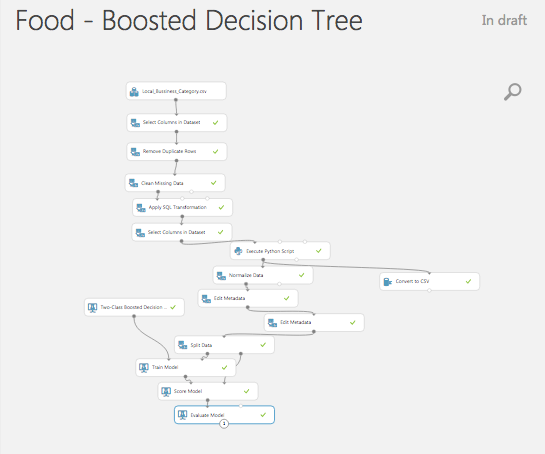 Food - Boosted Decision Tree
In draft
Local_Business_Category.csv
Select Columns in Dataset
Remove Duplicate Rows
Clean Missing Data
Apply SQL Transformation
Select Columns in Dataset
Execute Python Script
Normalize Data
Convert to CSV
Edit Metadata
Two-Class Boosted Decision ...
Edit Metadata
Split Data
Train Model
Score Model
Evaluate Model
1